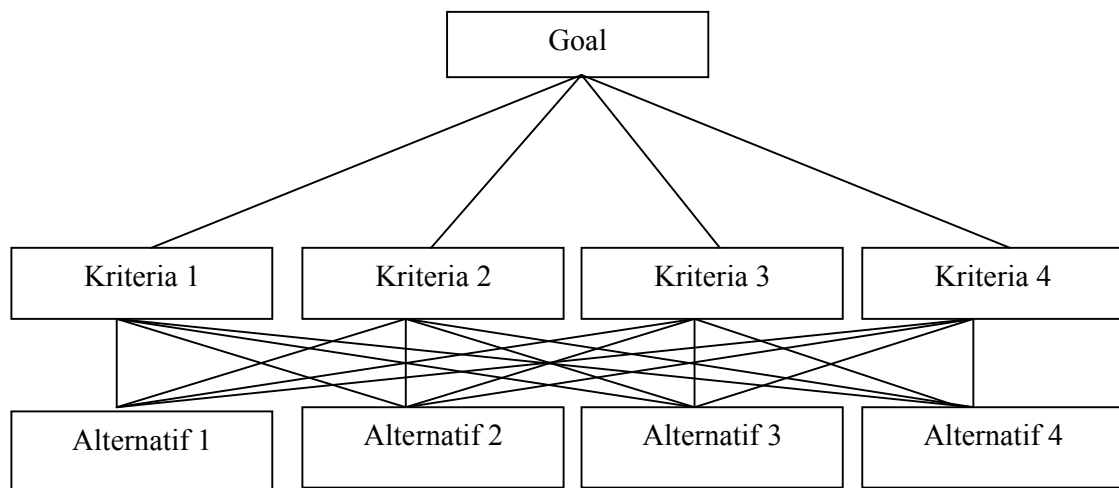 Goal
Kriteria 1
Kriteria 2
Kriteria 3
Kriteria 4
Alternatif 1
Alternatif 2
Alternatif 3
Alternatif 4